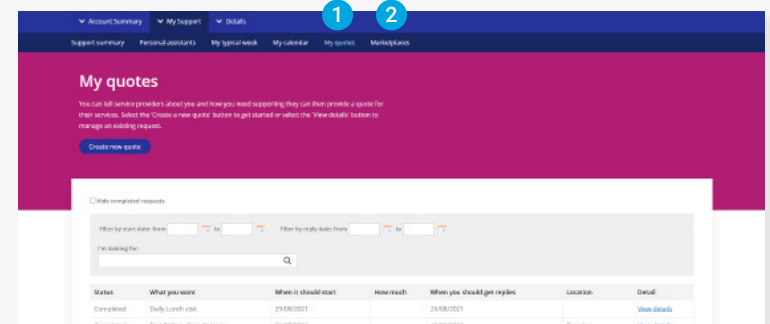 1 2
Account Summary My Support Details
Support summary Personal assistants My typical week My calendar My quotes Marketplaces
My quotes
You can tell service providers about you and how you need supporting they can then provide a quote for
their services. Select the 'Create a new quote' button to get started or select the 'View details' button to
manage an existing request.
Create new quote
Hide completed requests
Filter by start date: from to Filter by reply date: from to
I'm looking for:
Status What you want When it should start How much When you should get replies Location Detail
Completed Daily Lunch visit 29/08/2021 26/08/2021 View details